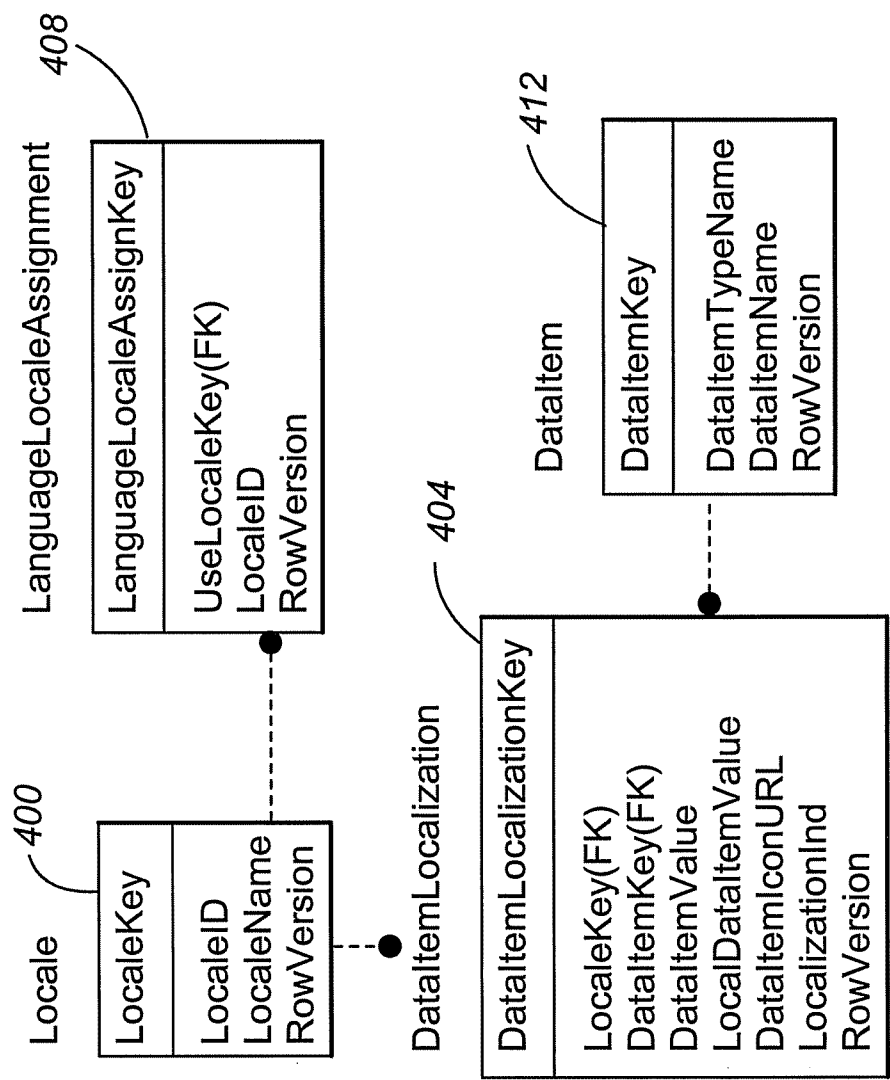 Locale
400
LocaleKey
LocaleID
LocaleName
RowVersion
LanguageLocaleAssignment
408
LanguageLocaleAssignKey
UseLocaleKey(FK)
LocaleID
RowVersion
DataItemLocalization
404
DataItemLocalizationKey
LocaleKey(FK)
DataItemKey(FK)
DataItemValue
LocalDataItemValue
DataItemIconURL
LocalizationInd
RowVersion
DataItem
412
DataItemKey
DataItemTypeName
DataItemName
RowVersion